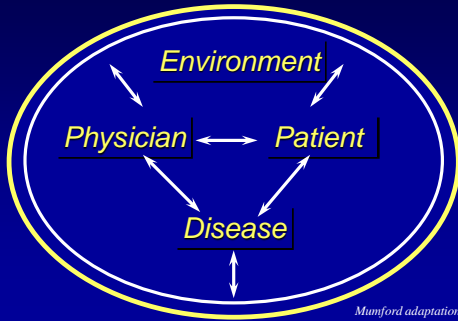 Environment
Physician Patient
Disease
Mumford adaptation